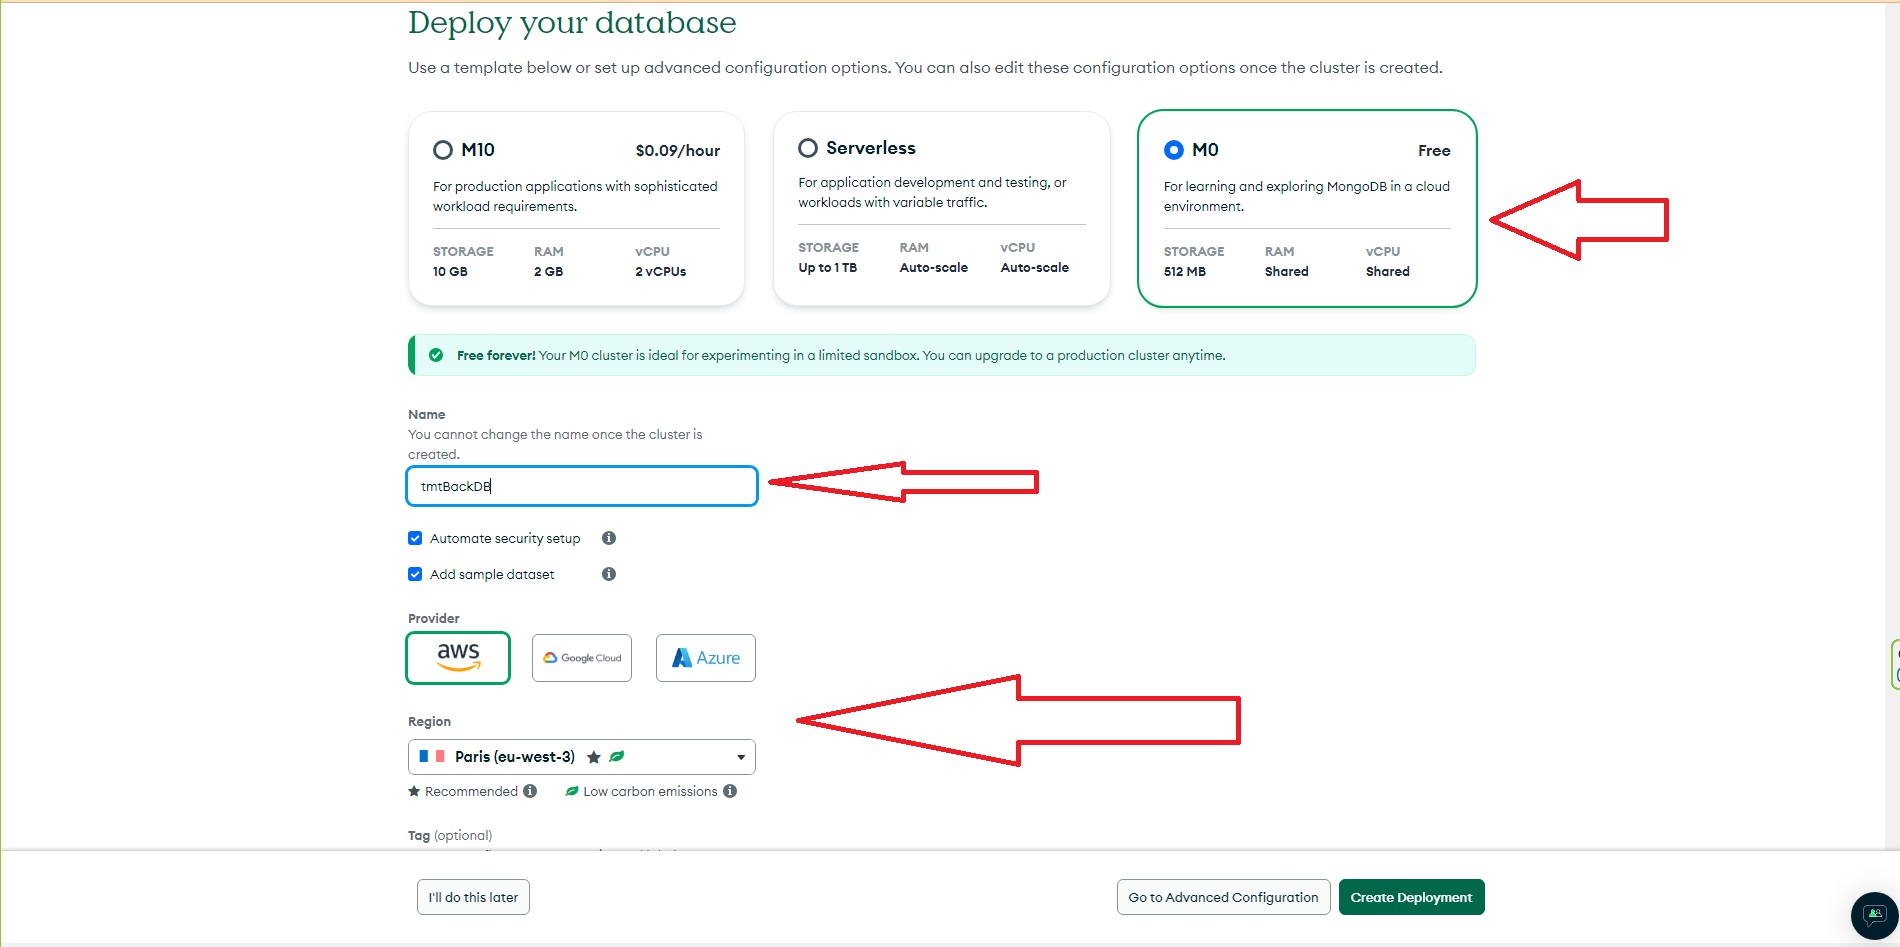 Deploy your database
Use a template below or set up advanced configuration options. You can also edit these configuration options once the cluster is created.
M10 $0.09/hour
For production applications with sophisticated
workload requirements.
STORAGE RAM vCPU
10 GB 2 GB 2 vCPUs
Serverless
For application development and testing, or
workloads with variable traffic.
STORAGE RAM vCPU
Up to 1 TB Auto-scale Auto-scale
M0 Free
For learning and exploring MongoDB in a cloud
environment.
STORAGE RAM vCPU
512 MB Shared Shared
Free forever! Your M0 cluster is ideal for experimenting in a limited sandbox. You can upgrade to a production cluster anytime.
Name
You cannot change the name once the cluster is
created.
tmtBackDB
Automate security setup
Add sample dataset
Provider
aws Google Cloud Azure
Region
Paris (eu-west-3)
Recommended Low carbon emissions
Tag (optional)
I'll do this later Go to Advanced Configuration Create Deployment